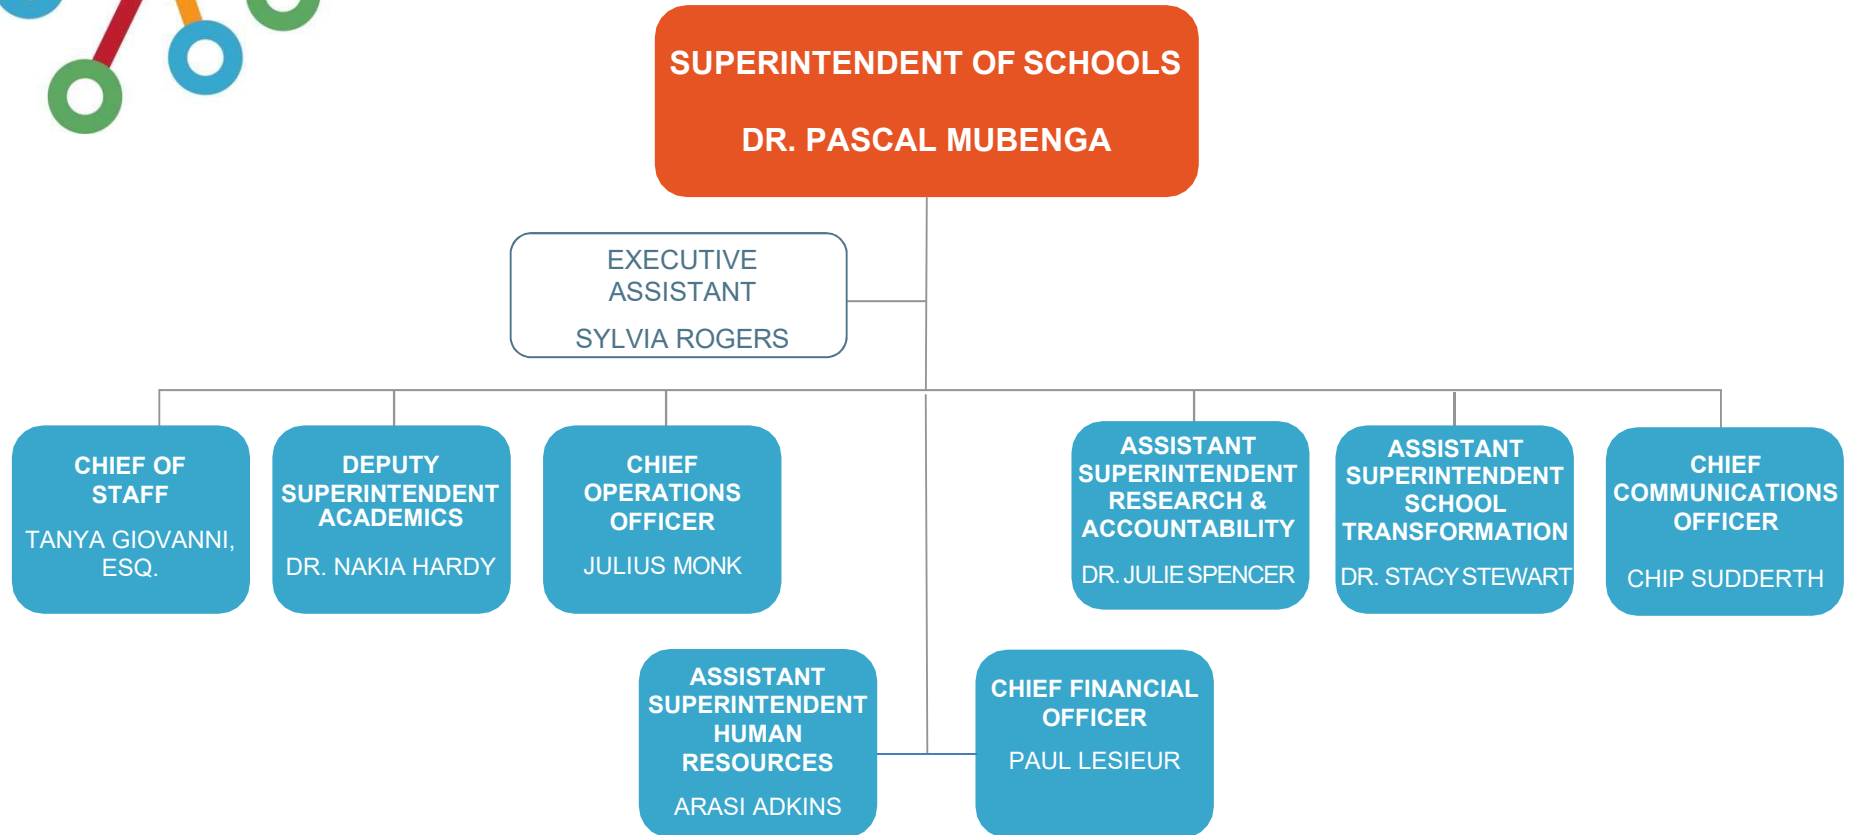 SUPERINTENDENT OF SCHOOLS
DR. PASCAL MUBENGA
EXECUTIVE
ASSISTANT
SYLVIA ROGERS
CHIEF OF
STAFF
TANYA GIOVANNI,
ESQ.
DEPUTY
SUPERINTENDENT
ACADEMICS
DR. NAKIA HARDY
CHIEF
OPERATIONS
OFFICER
JULIUS MONK
ASSISTANT
SUPERINTENDENT
RESEARCH &
ACCOUNTABILITY
DR. JULIE SPENCER
ASSISTANT
SUPERINTENDENT
SCHOOL
TRANSFORMATION
DR. STACY STEWART
CHIEF
COMMUNICATIONS
OFFICER
CHIP SUDDERTH
ASSISTANT
SUPERINTENDENT
HUMAN
RESOURCES
ARASI ADKINS
CHIEF FINANCIAL
OFFICER
PAUL LESIEUR